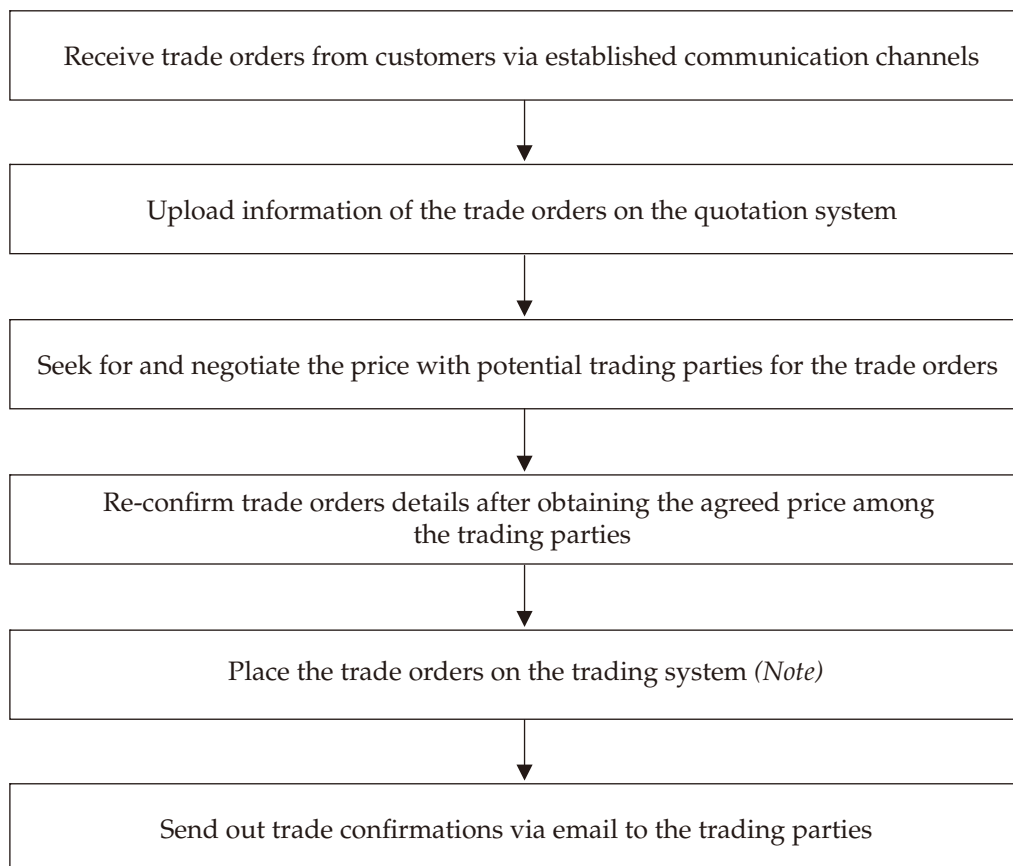 Receive trade orders from customers via established communication channels
Upload information of the trade orders on the quotation system
Seek for and negotiate the price with potential trading parties for the trade orders
Re-confirm trade orders details after obtaining the agreed price among
the trading parties
Place the trade orders on the trading system (Note)
Send out trade confirmations via email to the trading parties